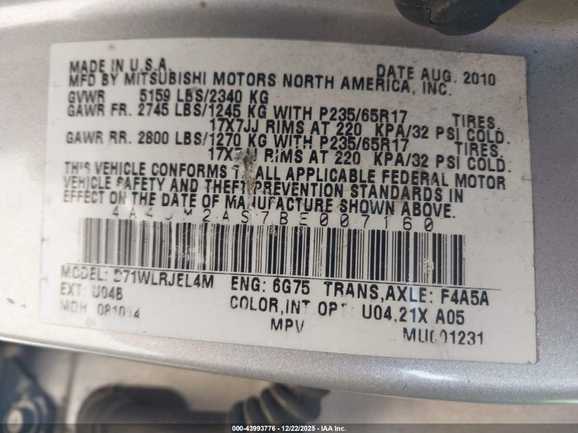 MADE IN U.S.A. DATE AUG. 2010
MFD BY MITSUBISHI MOTORS NORTH AMERICA, INC.
GVWR 5159 LBS/2340 KG
GAWR FR. 2745 LBS/1245 KG WITH P235/65R17 TIRES,
17X7JJ RIMS AT 220 KPA/32 PSI COLD.
GAWR RR. 2800 LBS/1270 KG WITH P235/65R17 TIRES,
RIMS AT 220 KPA/32 PSI COLD.
THIS VEHICLE CONFORMS TO ALL APPLICABLE FEDERAL MOTOR
VEHICLE SAFETY AND THEFT PREVENTION STANDARDS IN
EFFECT ON THE DATE OF MANUFACTURE SHOWN ABOVE.
MODEL: ENG: 6G75 TRANS,AXLE: F4A5A
EXT: U04B COLOR,INT OPT: U04,21X A05
MDH MPV MU001231
000-43993776 - 12/22/2025 - IAA Inc.